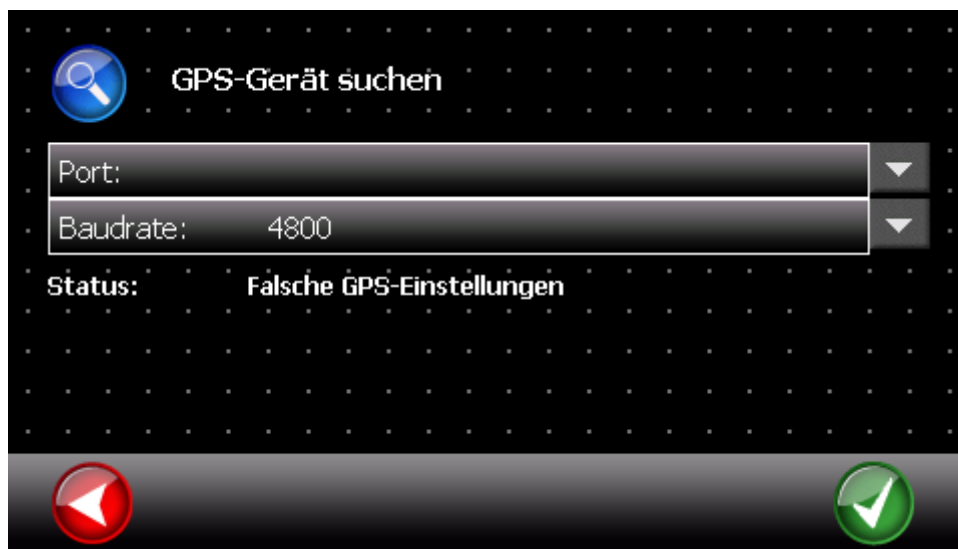 GPS-Gerät suchen
Port:
Baudrate: 4800
Status: Falsche GPS-Einstellungen